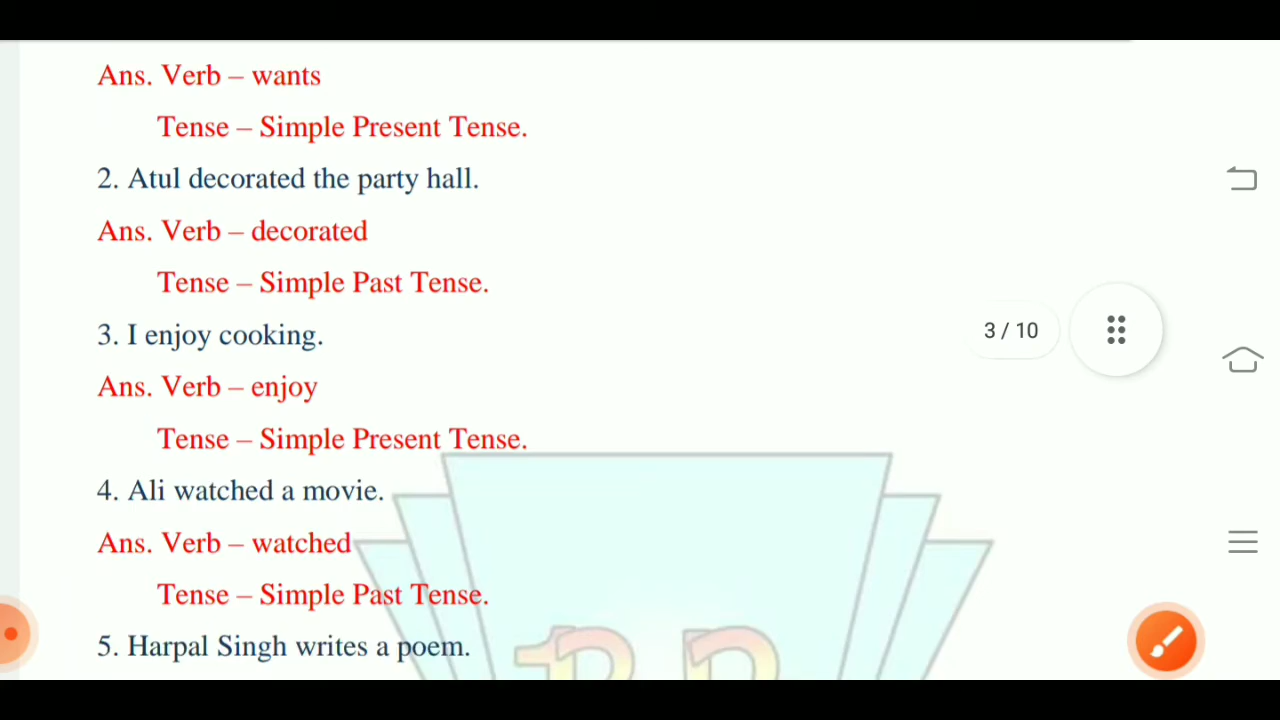 Ans. Verb – wants
Tense – Simple Present Tense.
2. Atul decorated the party hall.
Ans. Verb – decorated
Tense – Simple Past Tense.
3. I enjoy cooking.
3 / 10
Ans. Verb – enjoy
Tense – Simple Present Tense.
4. Ali watched a movie.
Ans. Verb – watched
Tense – Simple Past Tense.
5. Harpal Singh writes a poem.